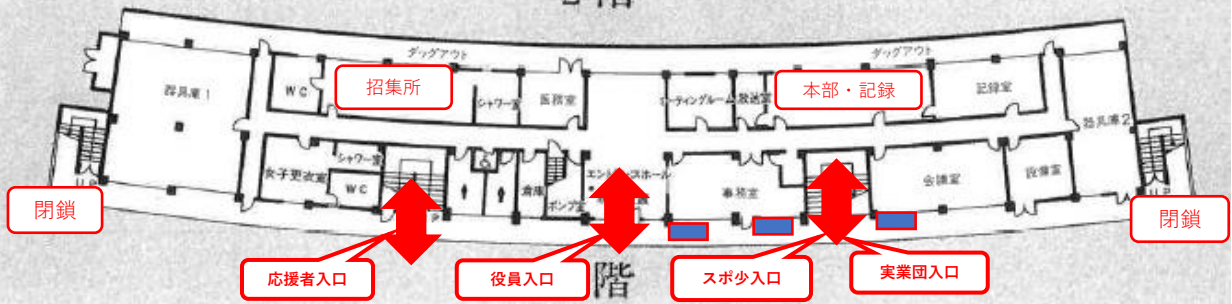 2階
ダッグアウト
ダッグアウト
器具庫1
WC
招集所
シャワー室
医務室
ミーティングルーム
放送室
本部・記録
記録室
器具庫2
女子更衣室
シャワー室
WC
倉庫
ポンプ室
エントランスホール
事務室
会議室
設備室
UP
UP
閉鎖
閉鎖
応援者入口
役員入口
スポ少入口
実業団入口
階